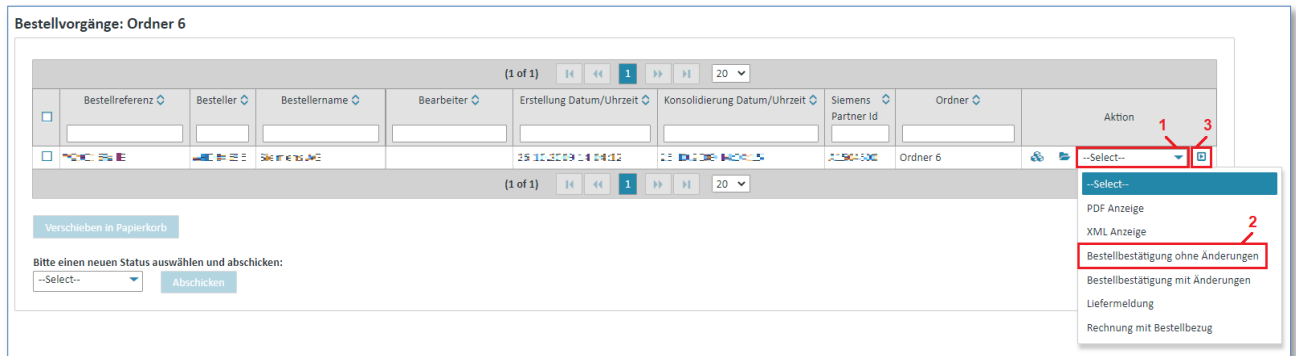 Bestellvorgänge: Ordner 6
(1 of 1) 1 20
Bestellreferenz Besteller Bestellername Bearbeiter Erstellung Datum/Uhrzeit Konsolidierung Datum/Uhrzeit Siemens Partner Id Ordner Aktion
1 3
Siemens AG Ordner 6 --Select--
(1 of 1) 1 20
--Select--
PDF Anzeige
XML Anzeige
2
Bestellbestätigung ohne Änderungen
Bestellbestätigung mit Änderungen
Liefermeldung
Rechnung mit Bestellbezug
Verschieben in Papierkorb
Bitte einen neuen Status auswählen und abschicken:
--Select-- Abschicken